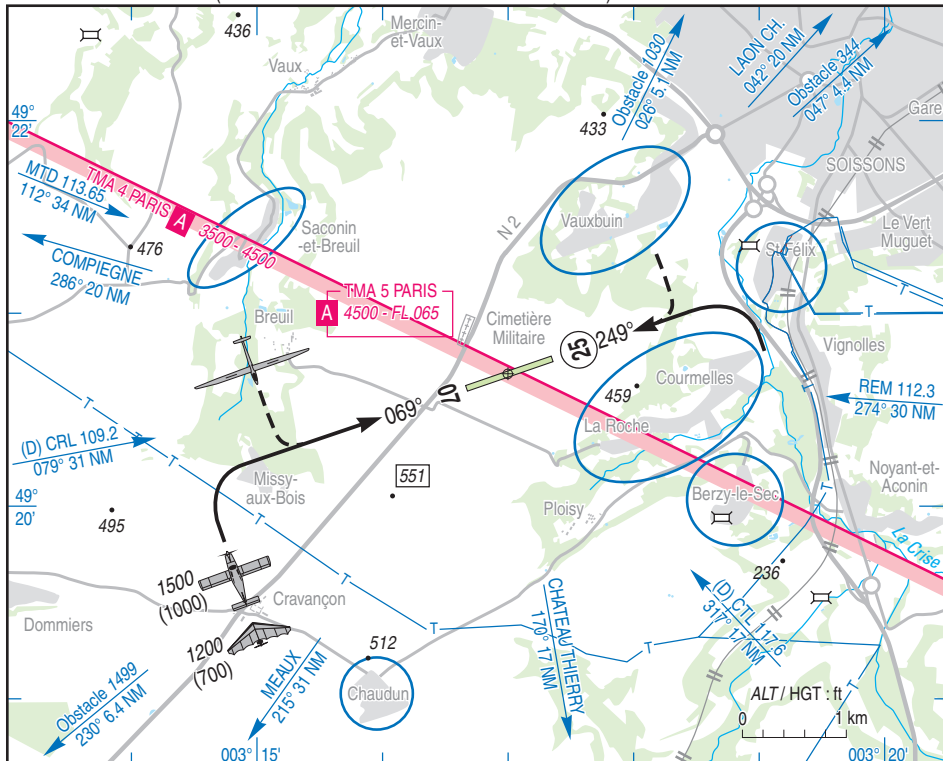 436
Mercin-
et-Vaux
Vaux
Obstacle 1030
026° 5.1 NM
LAON CH.
042° 20 NM
Obstacle 344
047° 4.4 NM
49°
22'
433
Gare
SOISSONS
MTD 113.65
112° 34 NM
TMA 4 PARIS
A
3500 - 4500
Saconin
-et-Breuil
N 2
Vauxbuin
Le Vert
Muguet
St-Félix
476
COMPIEGNE
286° 20 NM
TMA 5 PARIS
A
4500 - FL 065
Breuil
Cimetière
Militaire
25
249°
T
Vignolles
T
459
Courmelles
REM 112.3
274° 30 NM
069°
07
La Roche
T
(D) CRL 109.2
079° 31 NM
Missy-
aux-Bois
551
Noyant-et-
Aconin
T
49°
20'
495
Ploisy
Berzy-le-Sec
La Crise
T
236
1500
(1000)
Cravançon
(D) CTL 117.6
317° 17 NM
Dommiers
1200
(700)
T
512
CHATEAU THIERRY
170° 17 NM
T
T
Chaudun
Obstacle 1499
230° 6.4 NM
MEAUX
215° 31 NM
ALT / HGT : ft
0
1 km
003° 15'
003° 20'